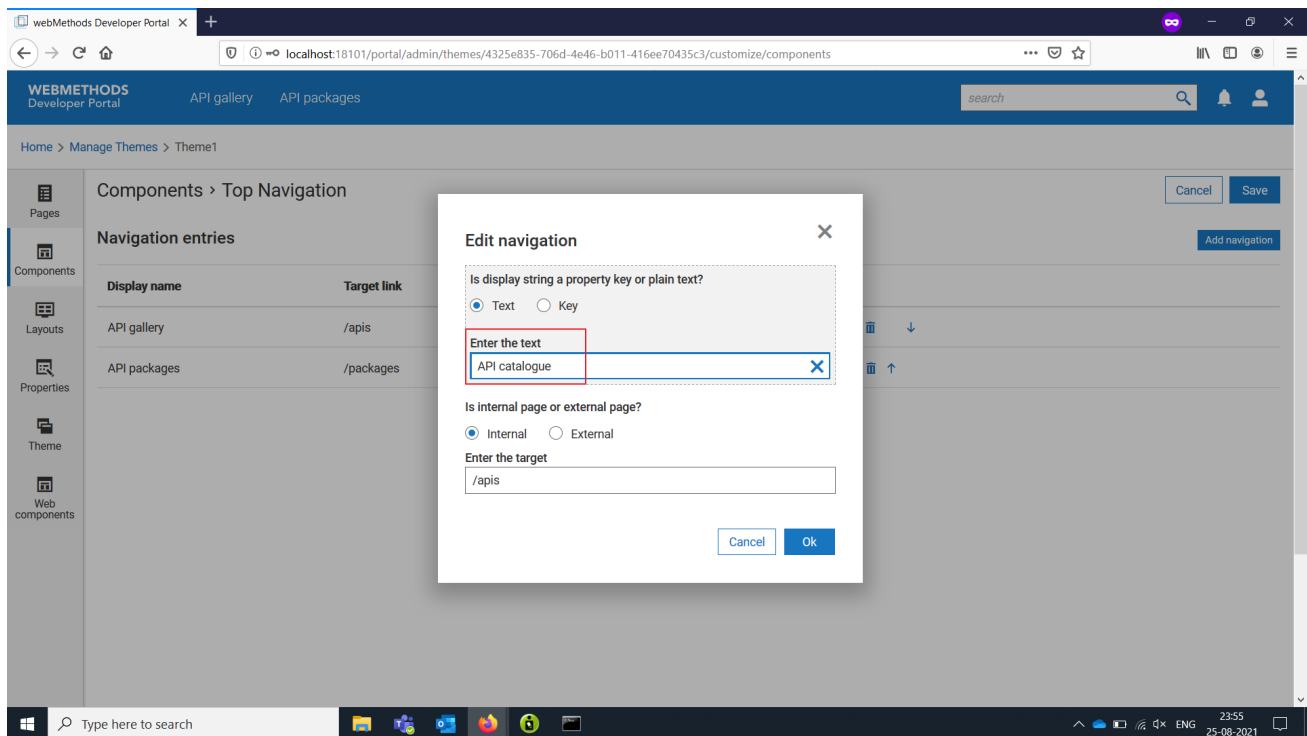 webMethods Developer Portal
localhost:18101/portal/admin/themes/4325e835-706d-4e46-b011-416ee70435c3/customize/components
WEBMETHODS
Developer Portal
API gallery
API packages
search
Home > Manage Themes > Theme1
Pages
Components
Layouts
Properties
Theme
Web
components
Components > Top Navigation
Cancel
Save
Navigation entries
Add navigation
Display name
Target link
API gallery
/apis
API packages
/packages
Edit navigation
Is display string a property key or plain text?
Text
Key
Enter the text
API catalogue
Is internal page or external page?
Internal
External
Enter the target
/apis
Cancel
Ok
Type here to search
ENG
23:55
25-08-2021